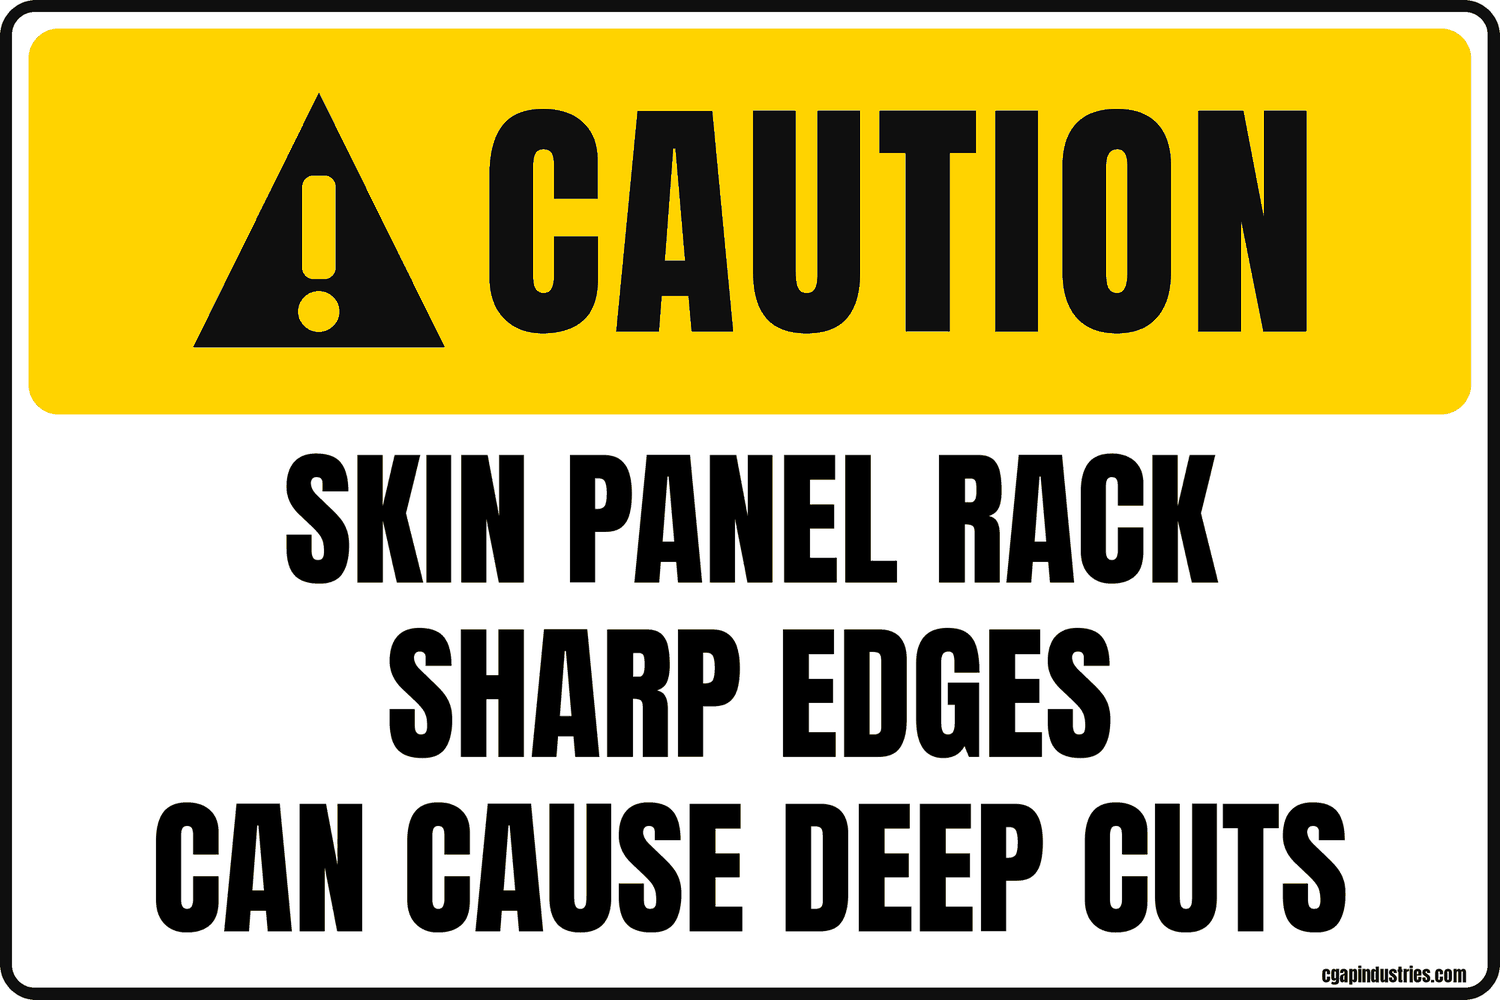 CAUTION
SKIN PANEL RACK
SHARP EDGES
CAN CAUSE DEEP CUTS
cgapindustries.com